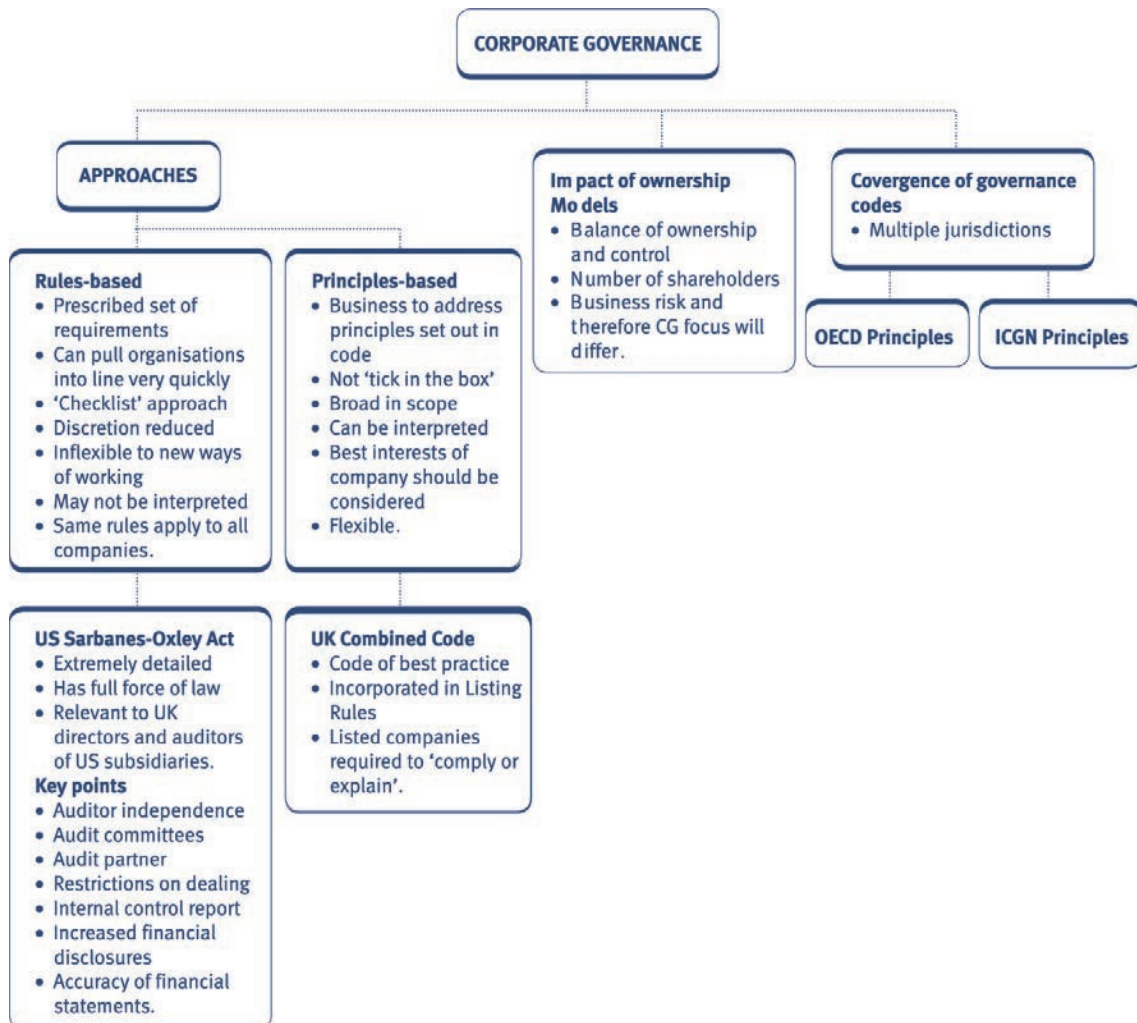 CORPORATE GOVERNANCE
APPROACHES
Rules-based
• Prescribed set of
requirements
• Can pull organisations
into line very quickly
• ‘Checklist’ approach
• Discretion reduced
• Inflexible to new ways
of working
• May not be interpreted
• Same rules apply to all
companies.
Principles-based
• Business to address
principles set out in
code
• Not ‘tick in the box’
• Broad in scope
• Can be interpreted
• Best interests of
company should be
considered
• Flexible.
Im pact of ownership
Mo dels
• Balance of ownership
and control
• Number of shareholders
• Business risk and
therefore CG focus will
differ.
Covergence of governance
codes
• Multiple jurisdictions
OECD Principles
ICGN Principles
US Sarbanes-Oxley Act
• Extremely detailed
• Has full force of law
• Relevant to UK
directors and auditors
of US subsidiaries.
Key points
• Auditor independence
• Audit committees
• Audit partner
• Restrictions on dealing
• Internal control report
• Increased financial
disclosures
• Accuracy of financial
statements.
UK Combined Code
• Code of best practice
• Incorporated in Listing
Rules
• Listed companies
required to ‘comply or
explain’.